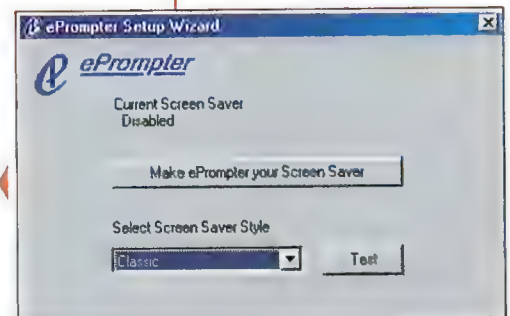 ePrompter Setup Wizard
ePrompter
Current Screen Saver
Disabled
Make ePrompter your Screen Saver
Select Screen Saver Style
Classic
Test